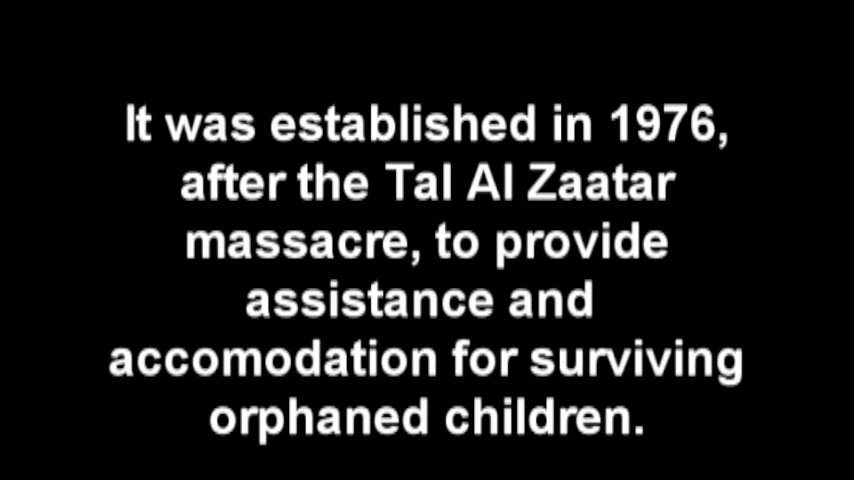 It was established in 1976,
after the Tal Al Zaatar
massacre, to provide
assistance and
accomodation for surviving
orphaned children.